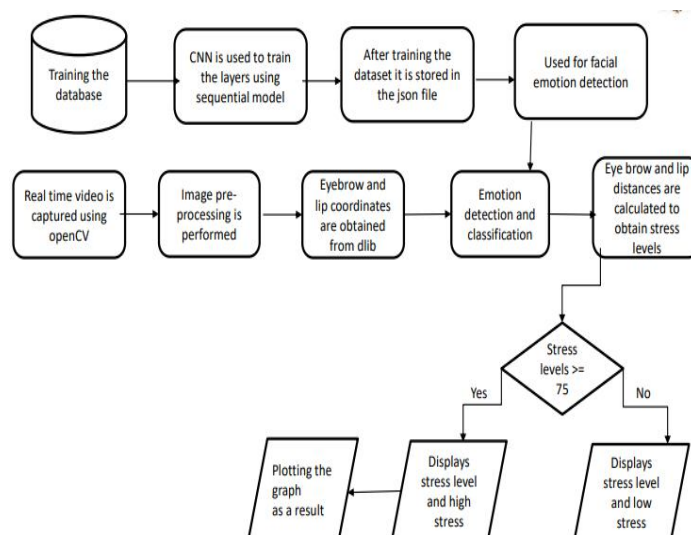 Training the
database
CNN is used to train
the layers using
sequential model
After training the
dataset it is stored in
the json file
Used for facial
emotion detection
Real time video is
captured using
openCV
Image pre-
processing is
performed
Eyebrow and
lip coordinates
are obtained
from dlib
Emotion
detection and
classification
Eye brow and lip
distances are
calculated to
obtain stress
levels
Stress
levels >=
75
Yes
No
Plotting the
graph
as a result
Displays
stress level
and high
stress
Displays
stress level
and low
stress